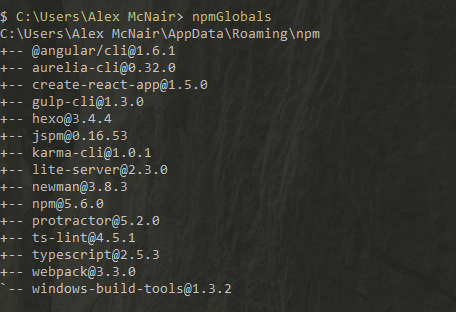 $ C:\Users\Alex McNair> npmGlobals
C:\Users\Alex McNair\AppData\Roaming\npm
+-- @angular/cli@1.6.1
+-- aurelia-cli@0.32.0
+-- create-react-app@1.5.0
+-- gulp-cli@1.3.0
+-- hexo@3.4.4
+-- jspm@0.16.53
+-- karma-cli@1.0.1
+-- lite-server@2.3.0
+-- newman@3.8.3
+-- npm@5.6.0
+-- protractor@5.2.0
+-- ts-lint@4.5.1
+-- typescript@2.5.3
+-- webpack@3.3.0
`-- windows-build-tools@1.3.2